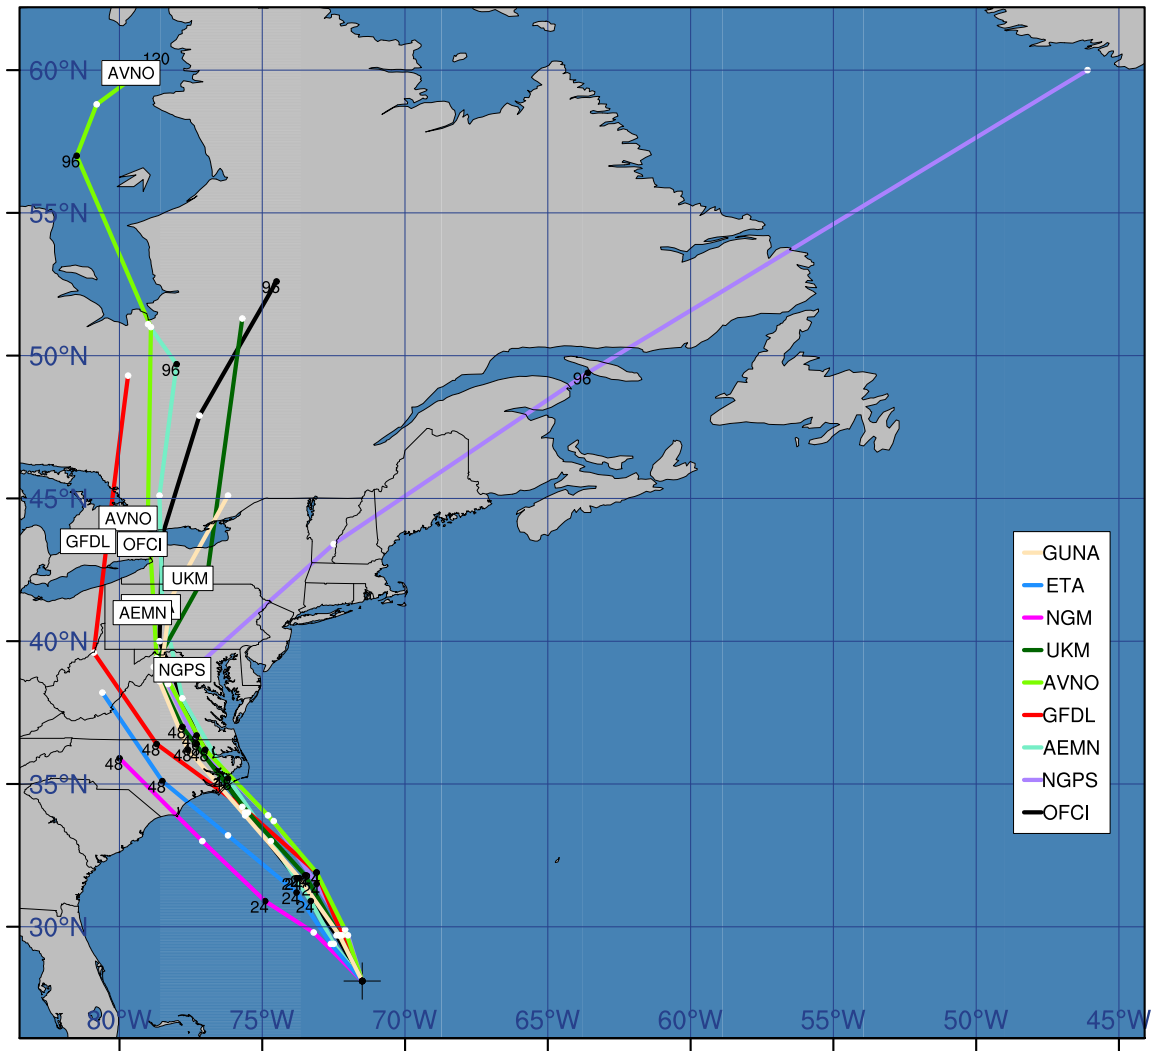 120
AVNO
60°N
96
55°N
96
50°N
96
96
45°N
AVNO
GFDL
OFCI
UKM
AEMN
40°N
NGPS
48
48
48
48
48
48
35°N
24
24
24
24
30°N
80°W
75°W
70°W
65°W
60°W
55°W
50°W
45°W
GUNA
ETA
NGM
UKM
AVNO
GFDL
AEMN
NGPS
OFCI